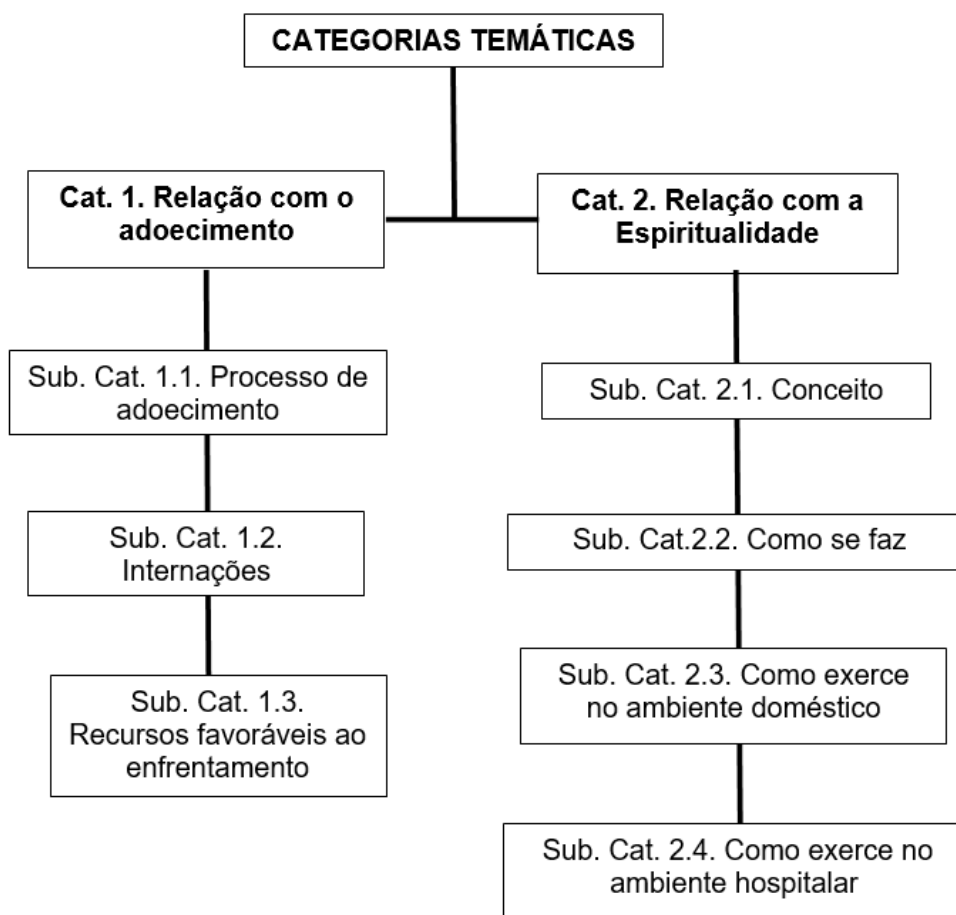 CATEGORIAS TEMÁTICAS
Cat. 1. Relação com o
adoecimento
Sub. Cat. 1.1. Processo de
adoecimento
Sub. Cat. 1.2.
Internações
Sub. Cat. 1.3.
Recursos favoráveis ao
enfrentamento
Cat. 2. Relação com a
Espiritualidade
Sub. Cat. 2.1. Conceito
Sub. Cat.2.2. Como se faz
Sub. Cat. 2.3. Como exerce
no ambiente doméstico
Sub. Cat. 2.4. Como exerce no
ambiente hospitalar